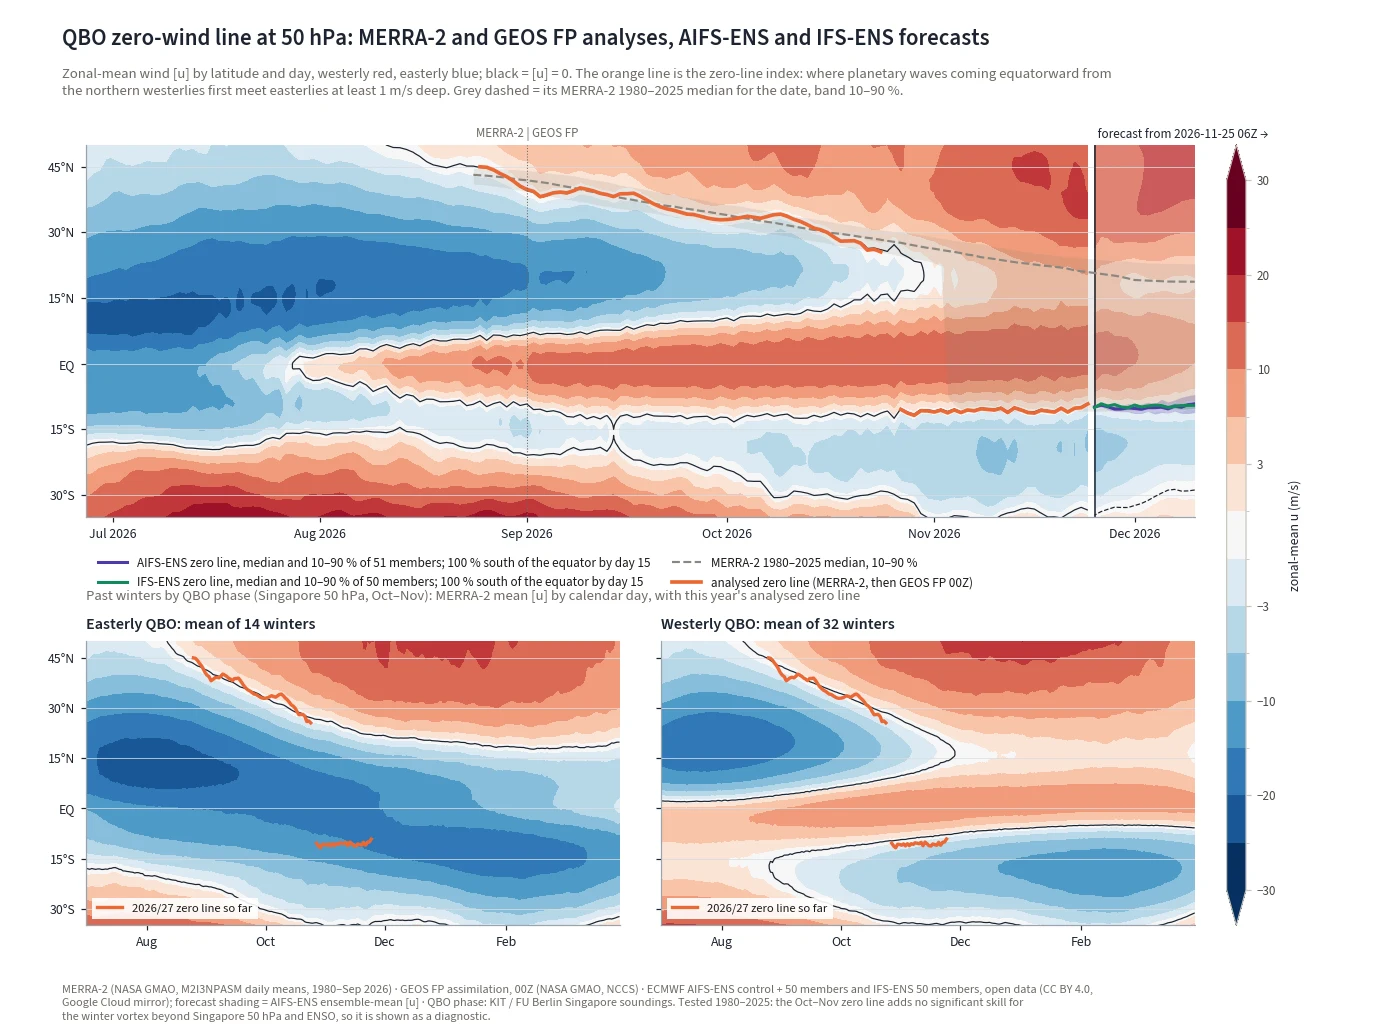 QBO zero-wind line at 50 hPa: MERRA-2 and GEOS FP analyses, AIFS-ENS and IFS-ENS forecasts
Zonal-mean wind [u] by latitude and day, westerly red, easterly blue; black = [u] = 0. The orange line is the zero-line index: where planetary waves coming equatorward from
the northern westerlies first meet easterlies at least 1 m/s deep. Grey dashed = its MERRA-2 1980–2025 median for the date, band 10–90 %.
MERRA-2 | GEOS FP
forecast from 2026-11-25 06Z →
45°N
30°N
15°N
EQ
15°S
30°S
Jul 2026
Aug 2026
Sep 2026
Oct 2026
Nov 2026
Dec 2026
30
20
10
3
−3
−10
−20
−30
zonal-mean u (m/s)
AIFS-ENS zero line, median and 10–90 % of 51 members; 100 % south of the equator by day 15
IFS-ENS zero line, median and 10–90 % of 50 members; 100 % south of the equator by day 15
MERRA-2 1980–2025 median, 10–90 %
analysed zero line (MERRA-2, then GEOS FP 00Z)
Past winters by QBO phase (Singapore 50 hPa, Oct–Nov): MERRA-2 mean [u] by calendar day, with this year's analysed zero line
Easterly QBO: mean of 14 winters
45°N
30°N
15°N
EQ
15°S
30°S
2026/27 zero line so far
Aug
Oct
Dec
Feb
Westerly QBO: mean of 32 winters
2026/27 zero line so far
Aug
Oct
Dec
Feb
MERRA-2 (NASA GMAO, M2I3NPASM daily means, 1980–Sep 2026) · GEOS FP assimilation, 00Z (NASA GMAO, NCCS) · ECMWF AIFS-ENS control + 50 members and IFS-ENS 50 members, open data (CC BY 4.0,
Google Cloud mirror); forecast shading = AIFS-ENS ensemble-mean [u] · QBO phase: KIT / FU Berlin Singapore soundings. Tested 1980–2025: the Oct–Nov zero line adds no significant skill for
the winter vortex beyond Singapore 50 hPa and ENSO, so it is shown as a diagnostic.